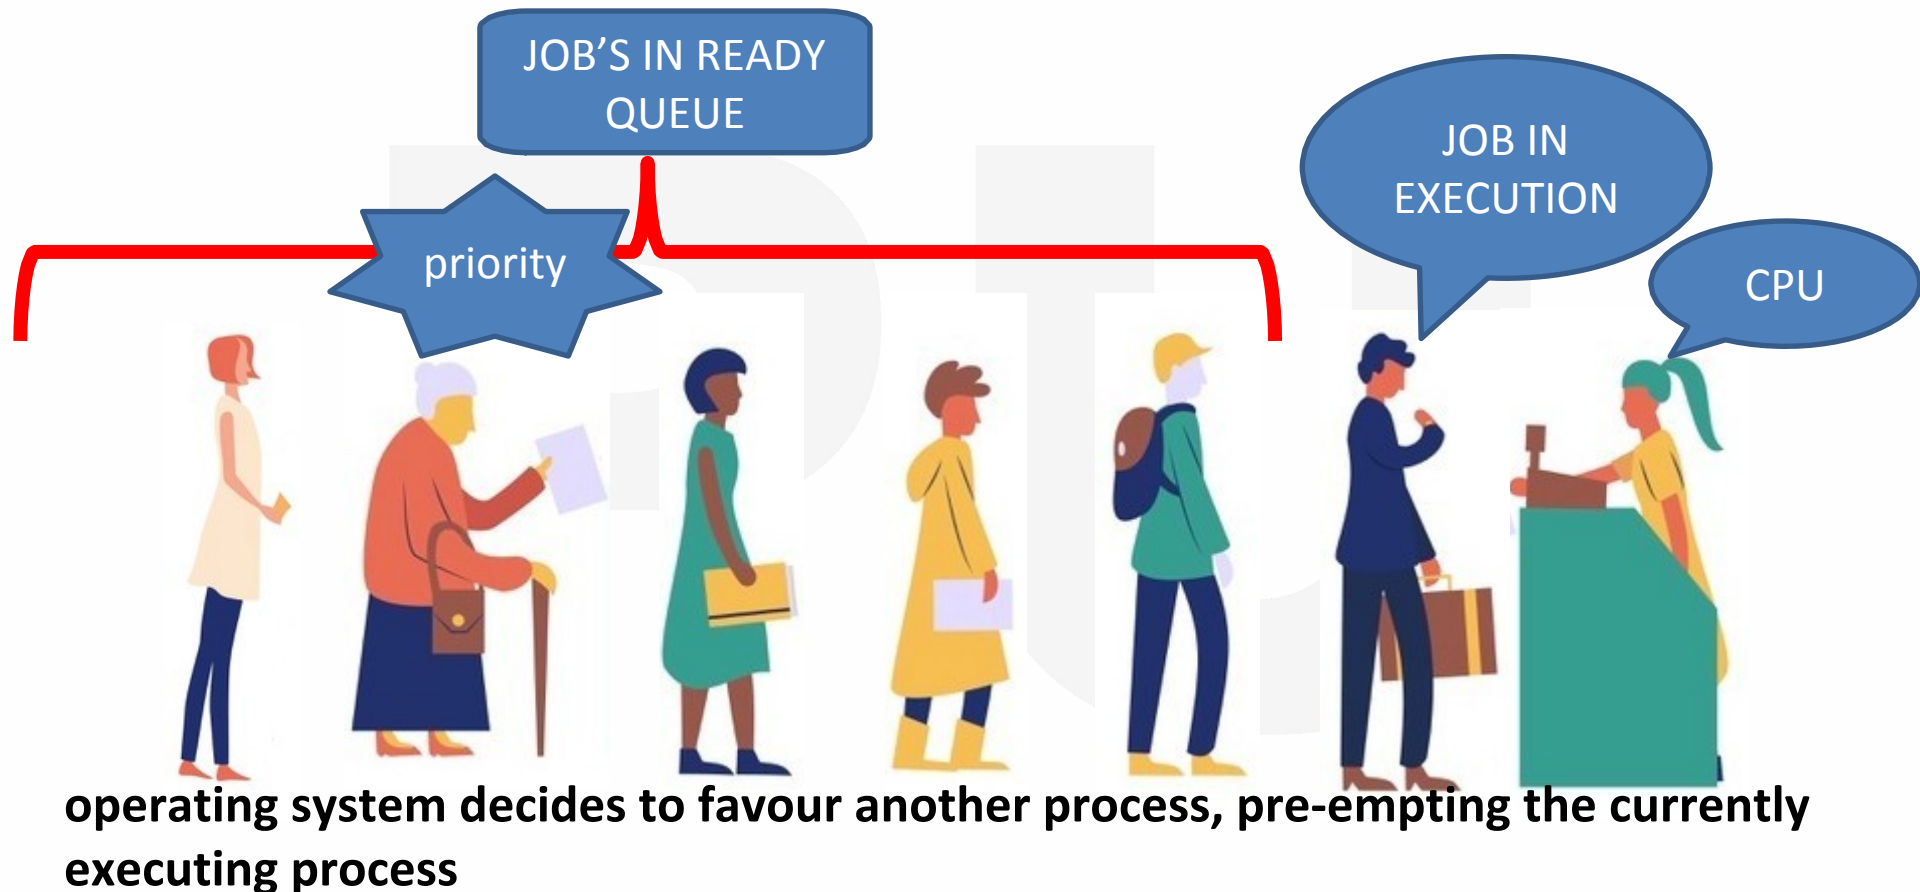 JOB’S IN READY
QUEUE
JOB IN
EXECUTION
priority
CPU
operating system decides to favour another process, pre-empting the currently
executing process